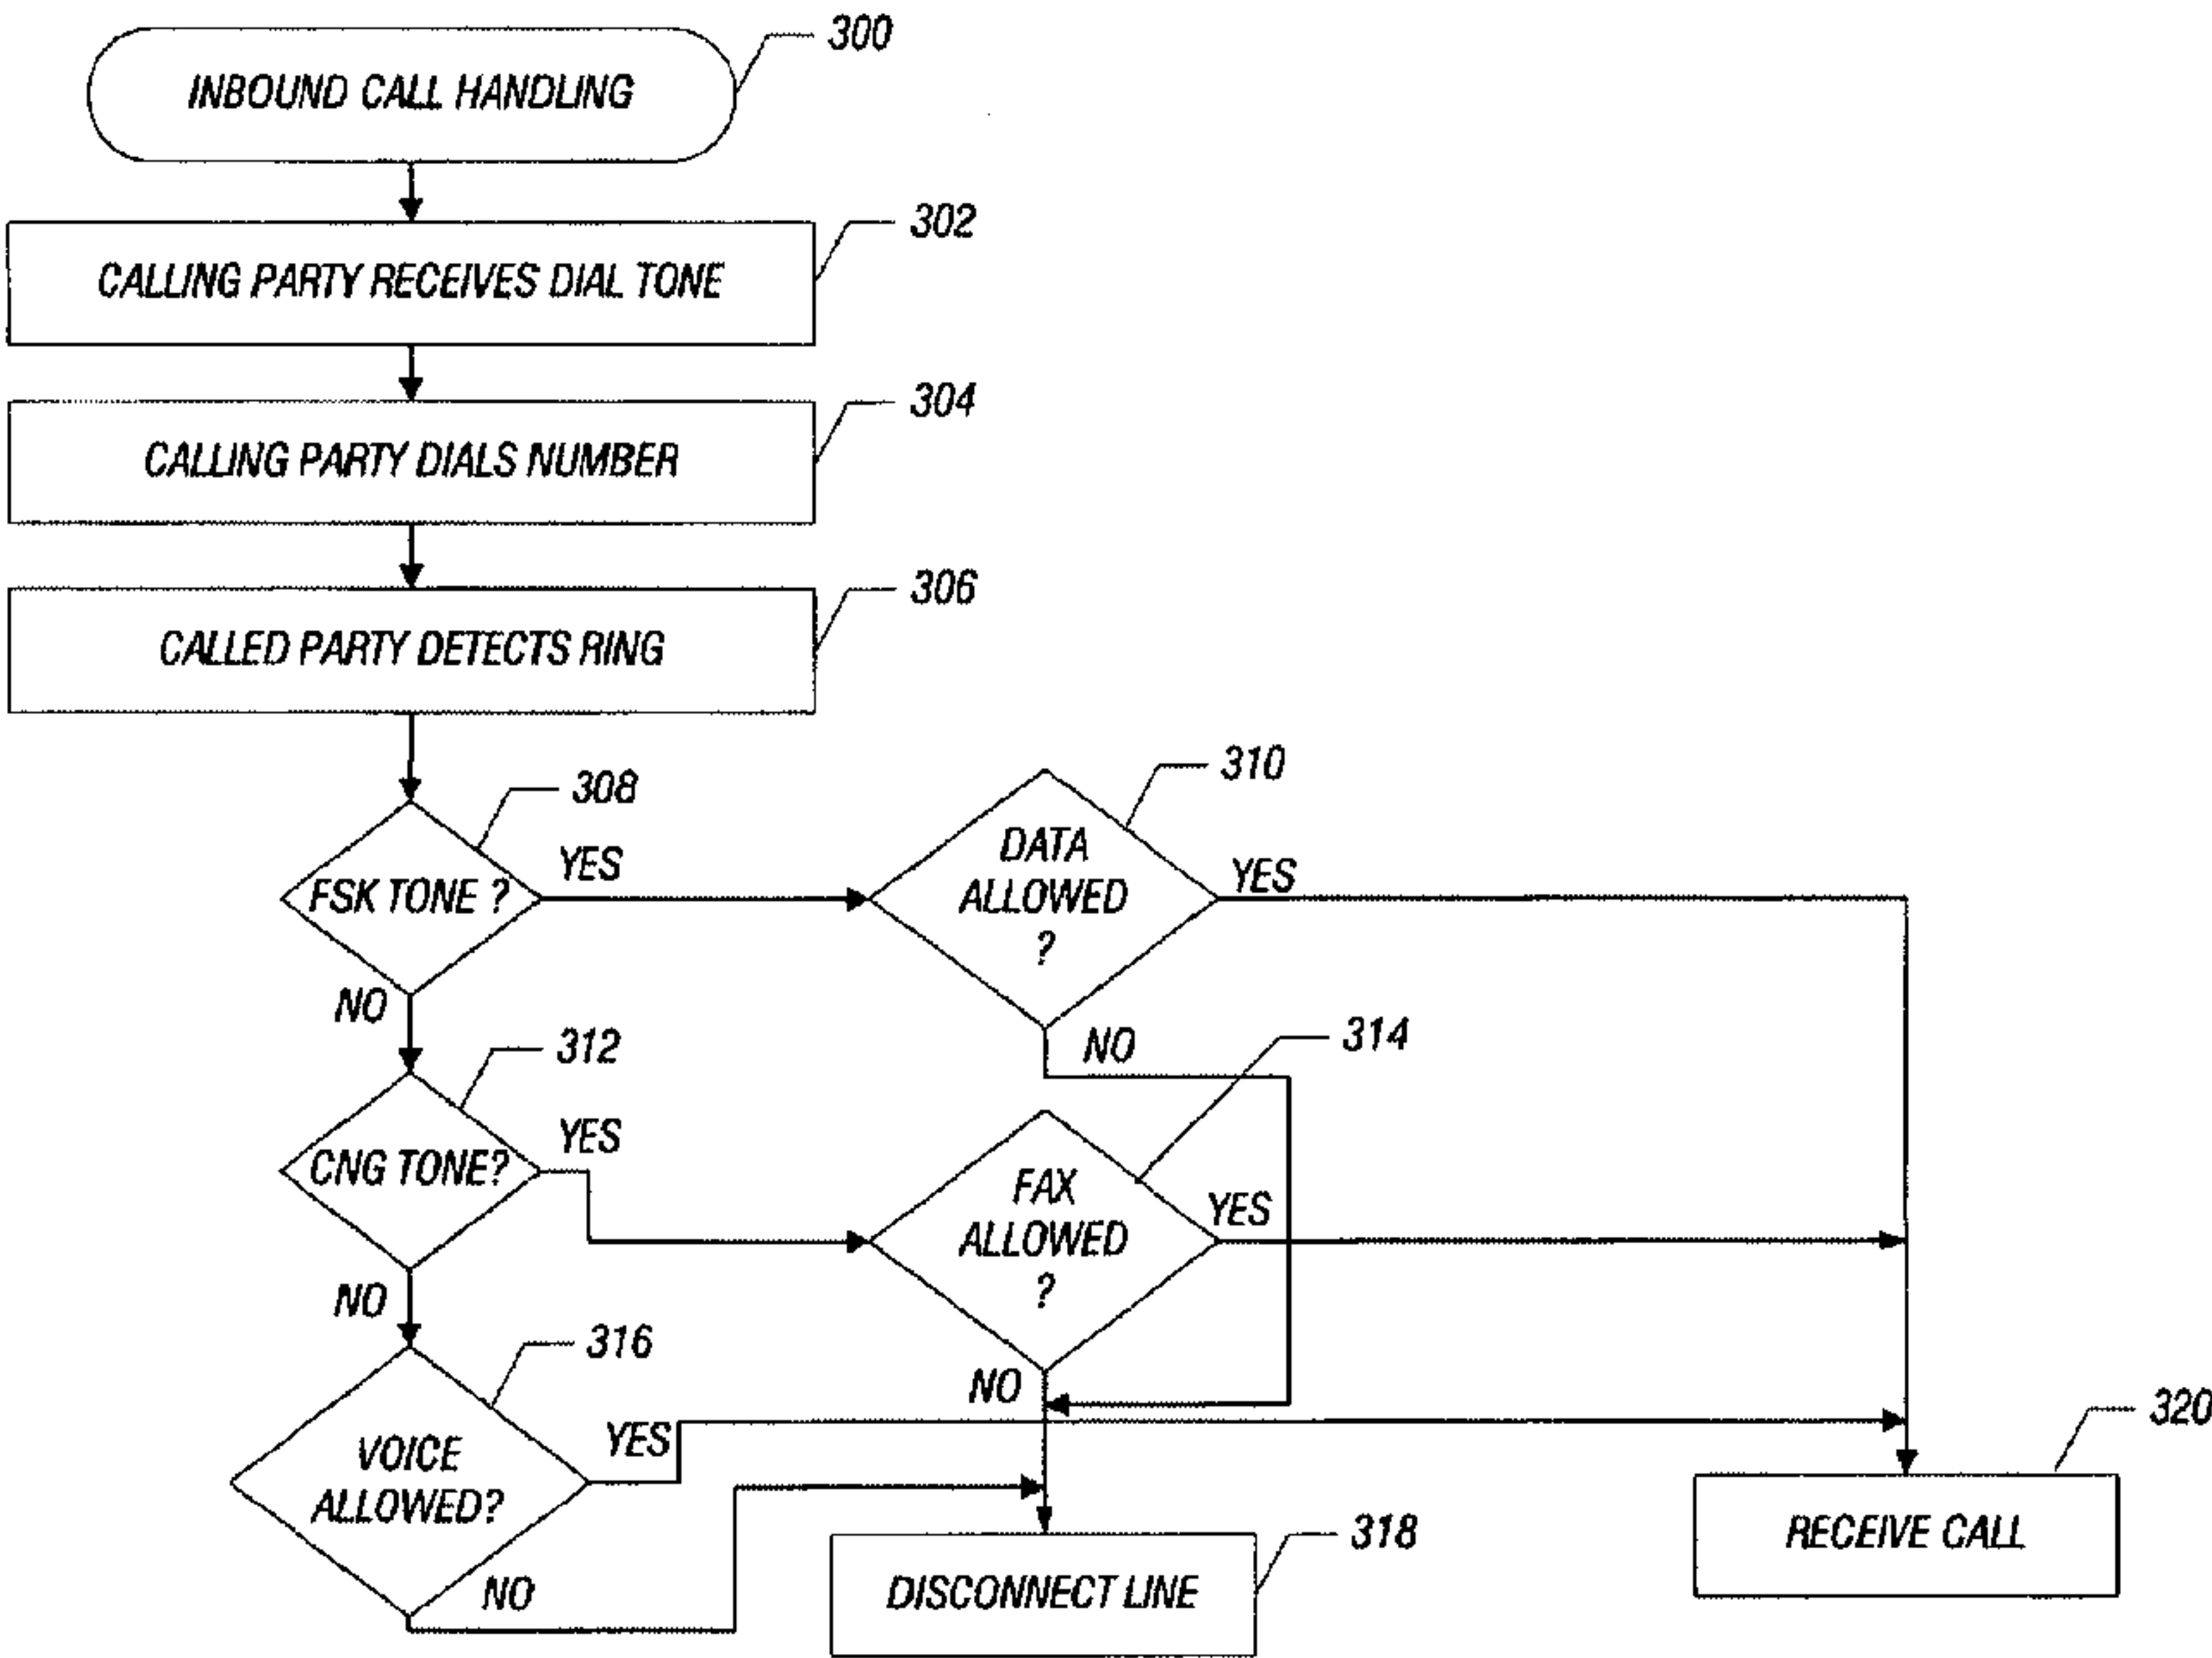 300
INBOUND CALL HANDLING
302
CALLING PARTY RECEIVES DIAL TONE
304
CALLING PARTY DIALS NUMBER
306
CALLED PARTY DETECTS RING
308
FSK TONE ?
YES
NO
310
DATA
ALLOWED
?
YES
NO
312
CNG TONE?
YES
NO
314
FAX
ALLOWED
?
YES
NO
316
VOICE
ALLOWED?
YES
NO
318
DISCONNECT LINE
320
RECEIVE CALL